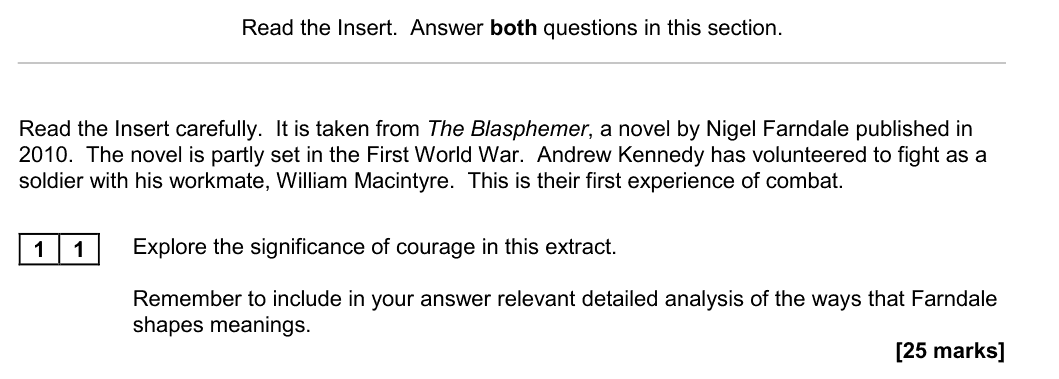 Read the Insert.  Answer both questions in this section.
Read the Insert carefully.  It is taken from The Blasphemer, a novel by Nigel Farndale published in
2010.  The novel is partly set in the First World War.  Andrew Kennedy has volunteered to fight as a
soldier with his workmate, William Macintyre.  This is their first experience of combat.
1 1 Explore the significance of courage in this extract.
Remember to include in your answer relevant detailed analysis of the ways that Farndale
shapes meanings.
[25 marks]